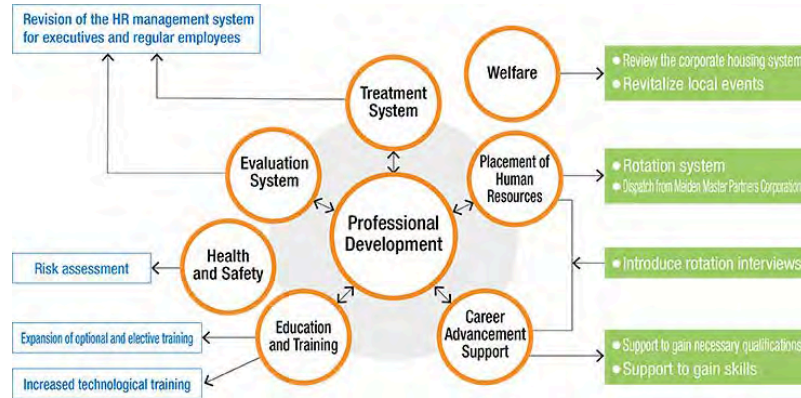 Revision of the HR management system
for executives and regular employees
Treatment
System
Welfare
• Review the corporate housing system
• Revitalize local events
Evaluation
System
Placement of
Human
Resources
• Rotation system
• Dispatch from Meiden Master Partners Corporation
Professional
Development
Health
and Safety
Risk assessment
• Introduce rotation interviews
Education
and Training
Career
Advancement
Support
Expansion of optional and elective training
Increased technological training
• Support to gain necessary qualifications
• Support to gain skills